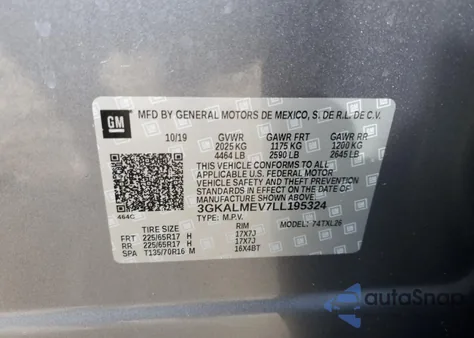 GM
MFD BY GENERAL MOTORS DE MEXICO, S. DE R.L. DE C.V.
10/19 GVWR GAWR FRT GAWR RR
2025KG 1175 KG 1200 KG
4464 LB 2590 LB 2645 LB
THIS VEHICLE CONFORMS TO ALL
APPLICABLE U.S. FEDERAL MOTOR
VEHICLE SAFETY AND THEFT PREVENTION
STANDARDS IN EFFECT ON THE DATE OF
MANUFACTURE SHOWN ABOVE.
3GKALMEV7LL195324
464C TYPE: M.P.V. MODEL: 74TXL26
TIRE SIZE RIM
FRT 225/65R17 H 17X7J
RR 225/65R17 H 17X7J
SPA T135/70R16 M 16X4BT
autoSnap